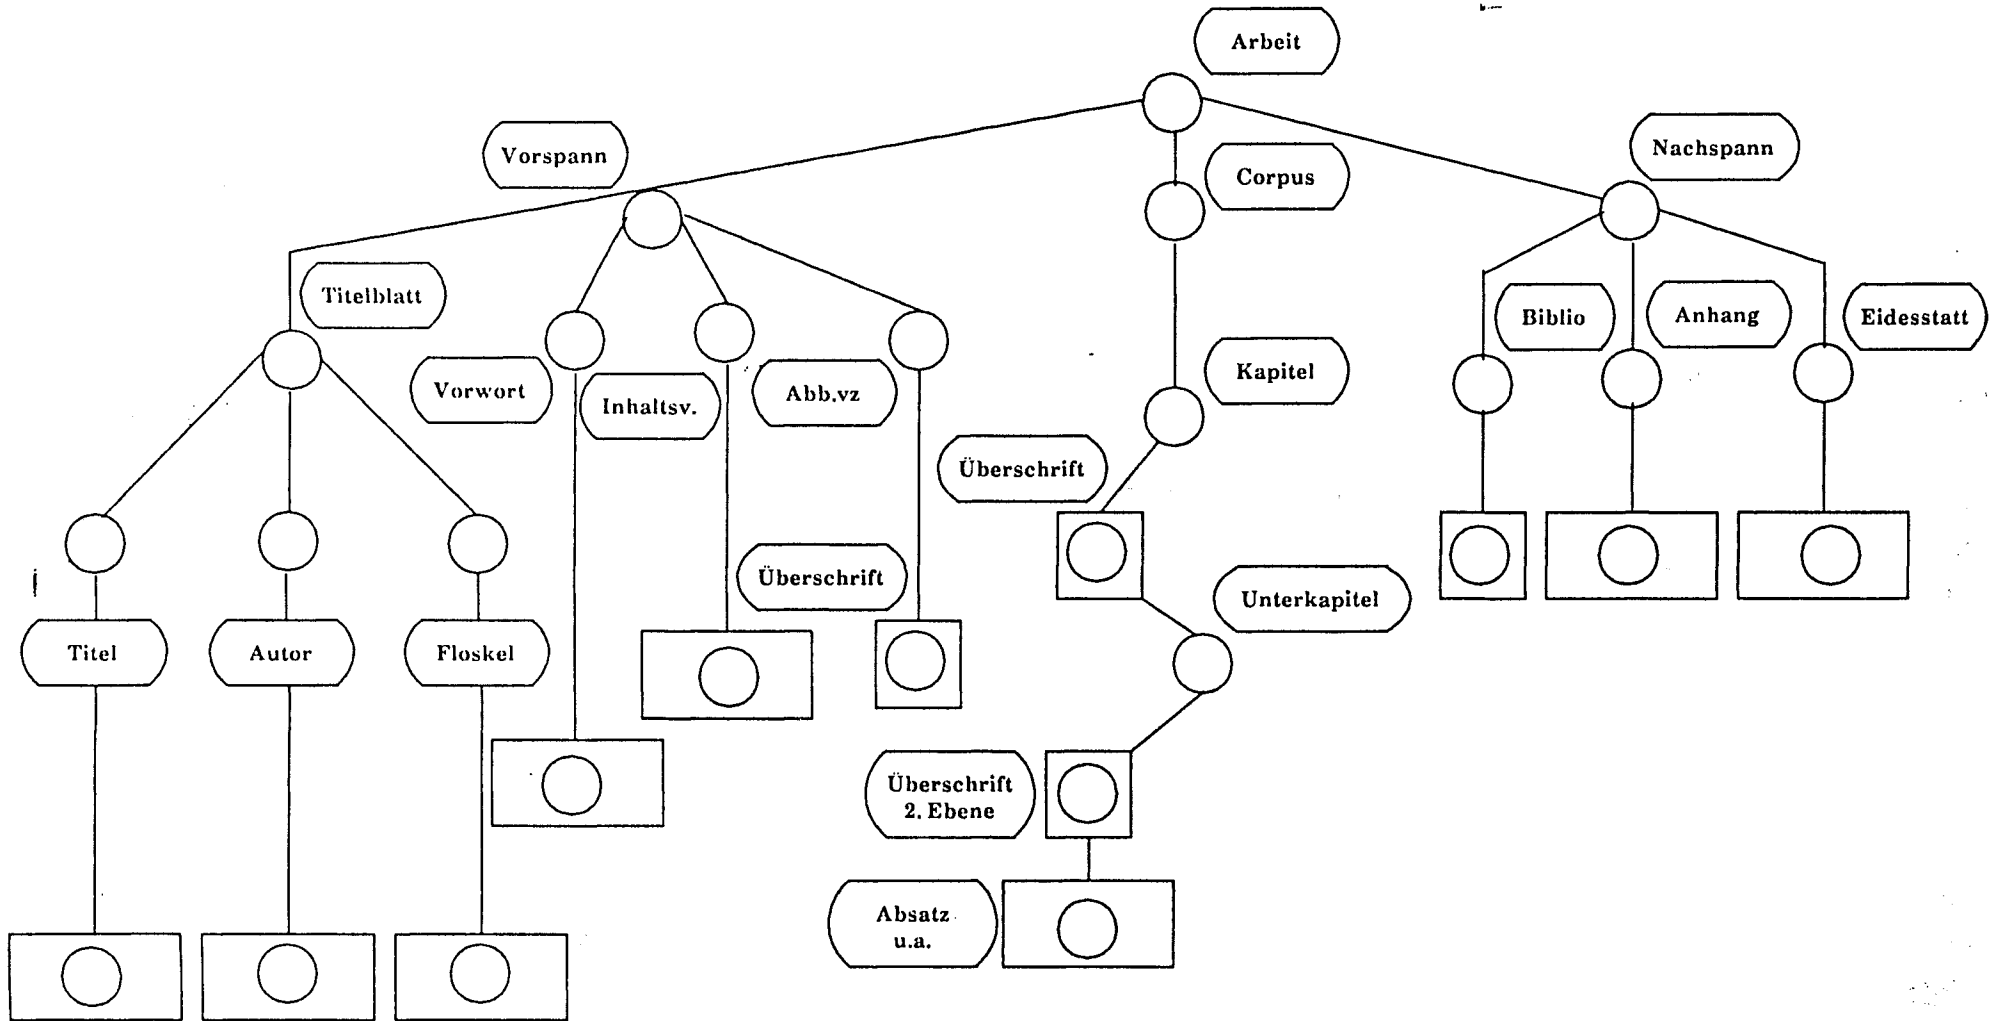 Arbeit
Vorspann
Nachspann
Corpus
Titelblatt
Biblio
Anhang
Eidesstatt
Vorwort
Inhaltsv.
Abb.vz
Kapitel
Überschrift
Überschrift
Unterkapitel
Titel
Autor
Floskel
Überschrift
2. Ebene
Absatz
u.a.